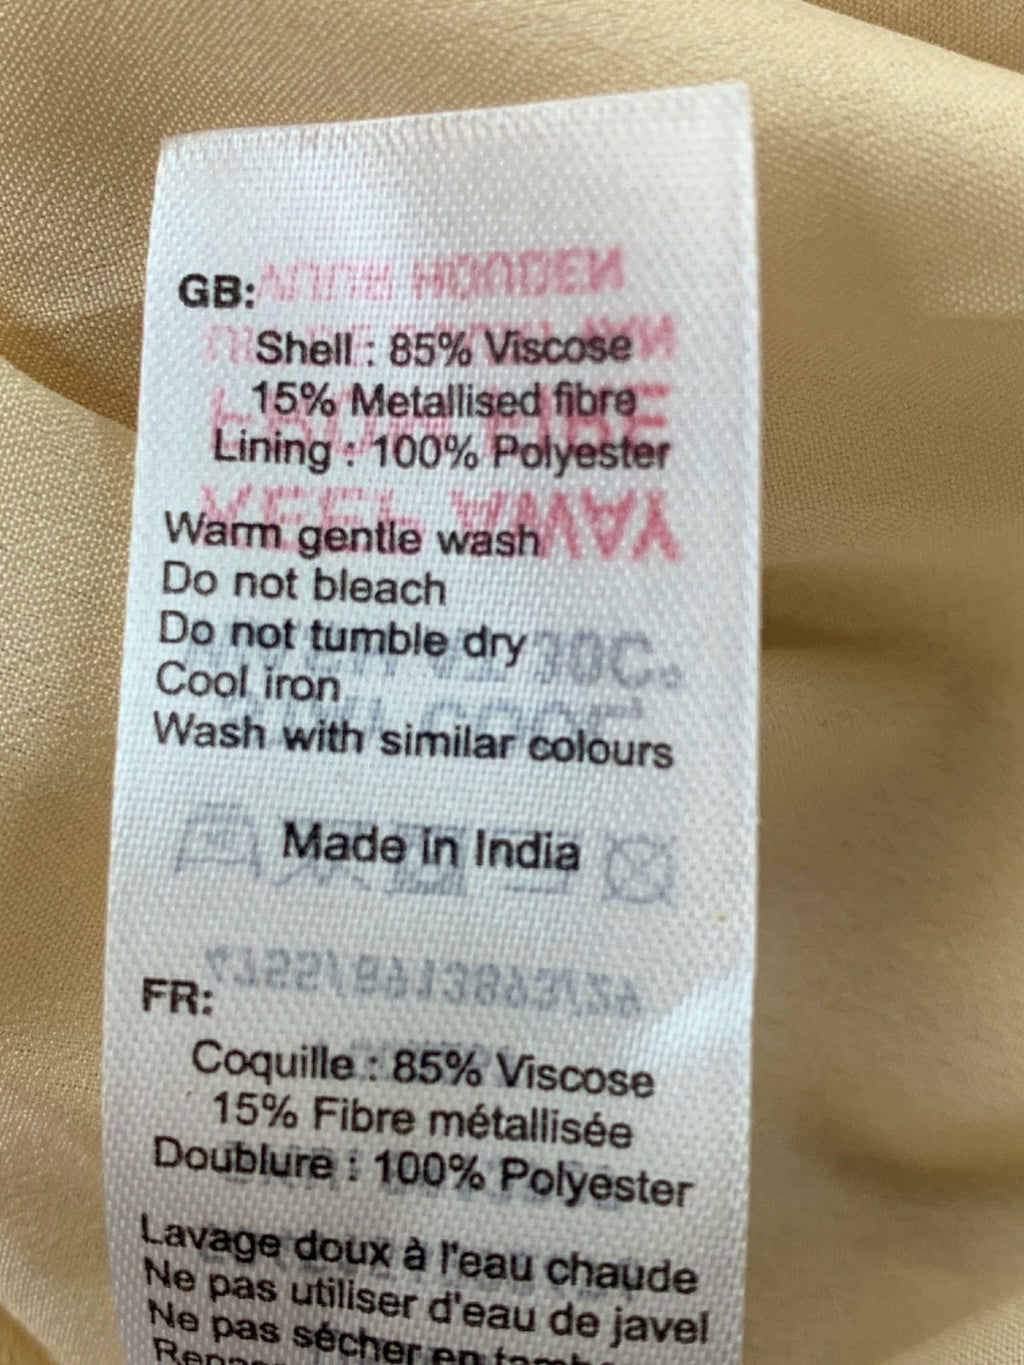 GB:
Shell : 85% Viscose
15% Metallised fibre
Lining : 100% Polyester
Warm gentle wash
Do not bleach
Do not tumble dry
Cool iron
Wash with similar colours
Made in India
FR:
Coquille : 85% Viscose
15% Fibre métallisée
Doublure : 100% Polyester
Lavage doux à l'eau chaude
Ne pas utiliser d'eau de javel
Ne pas sécher en